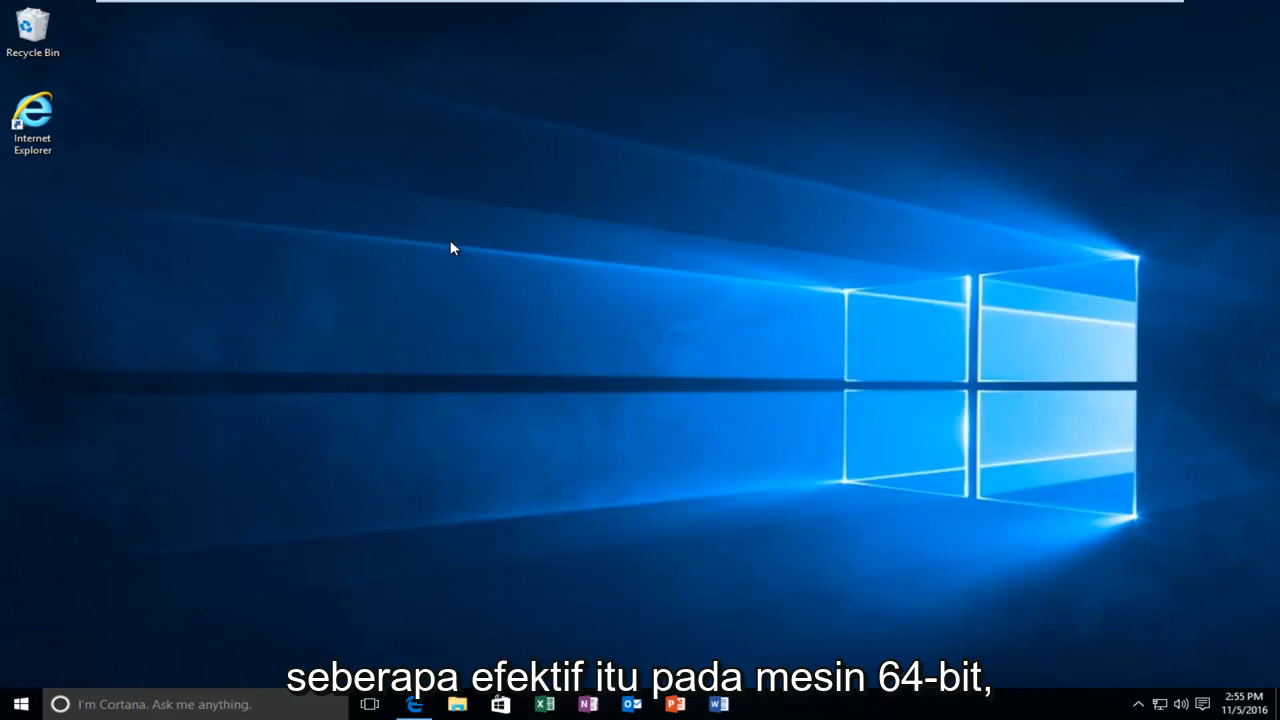 Recycle Bin
Internet
Explorer
seberapa efektif itu pada mesin 64-bit,
I'm Cortana. Ask me anything.
2:55 PM
11/5/2016